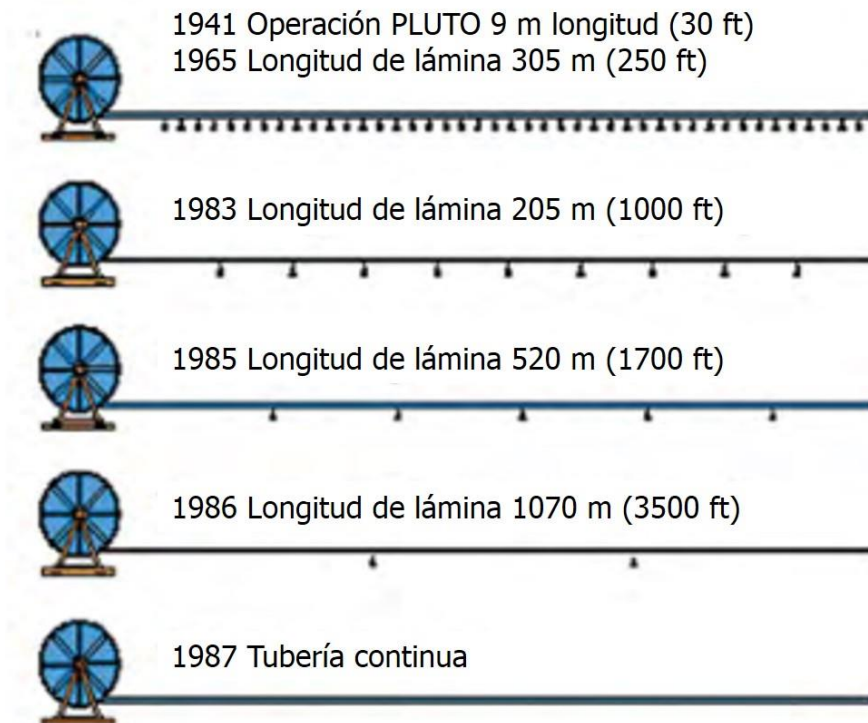 1941 Operación PLUTO 9 m longitud (30 ft)
1965 Longitud de lámina 305 m (250 ft)
1983 Longitud de lámina 205 m (1000 ft)
1985 Longitud de lámina 520 m (1700 ft)
1986 Longitud de lámina 1070 m (3500 ft)
1987 Tubería continua